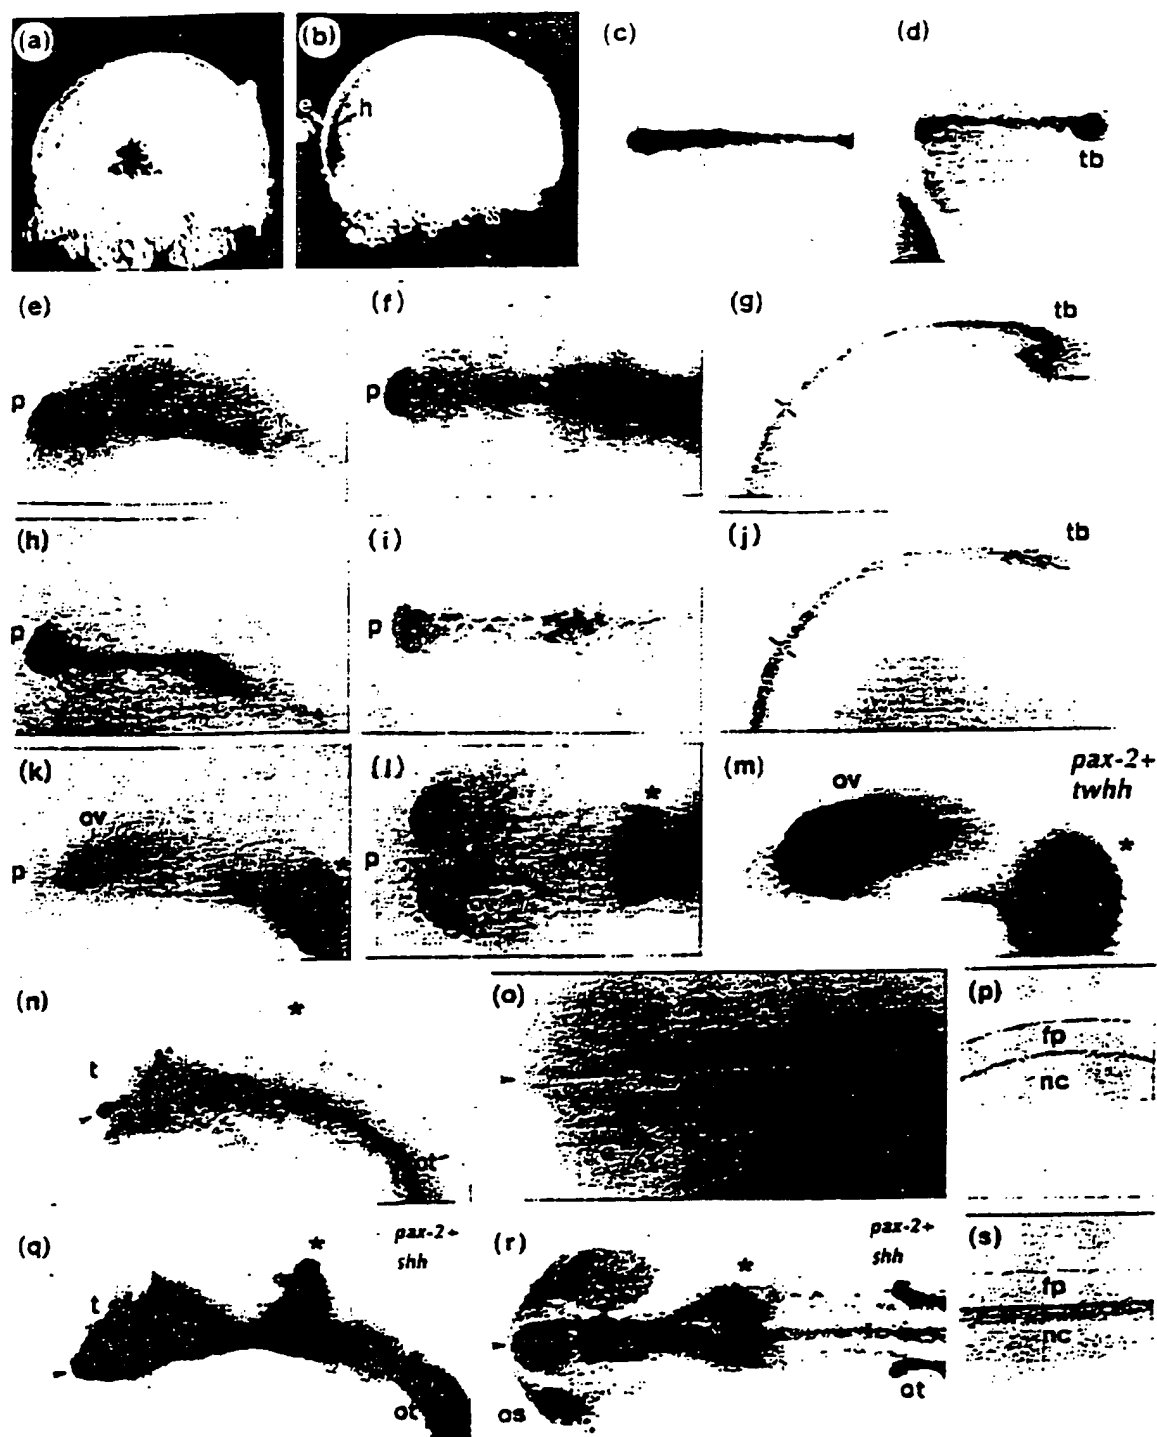 (a) (b) (c) (d)
e h
tb
(e) (f) (g) tb
p p
(h) (i) (j) tb
p p
(k) (l) (m) pax-2+
twhh
ov * ov *
p p
(n) * (o) (p)
t fp
nc
ot
(q) * pax-2+
shh
(r) * pax-2+
shh
(s)
t fp
nc
ot os ot